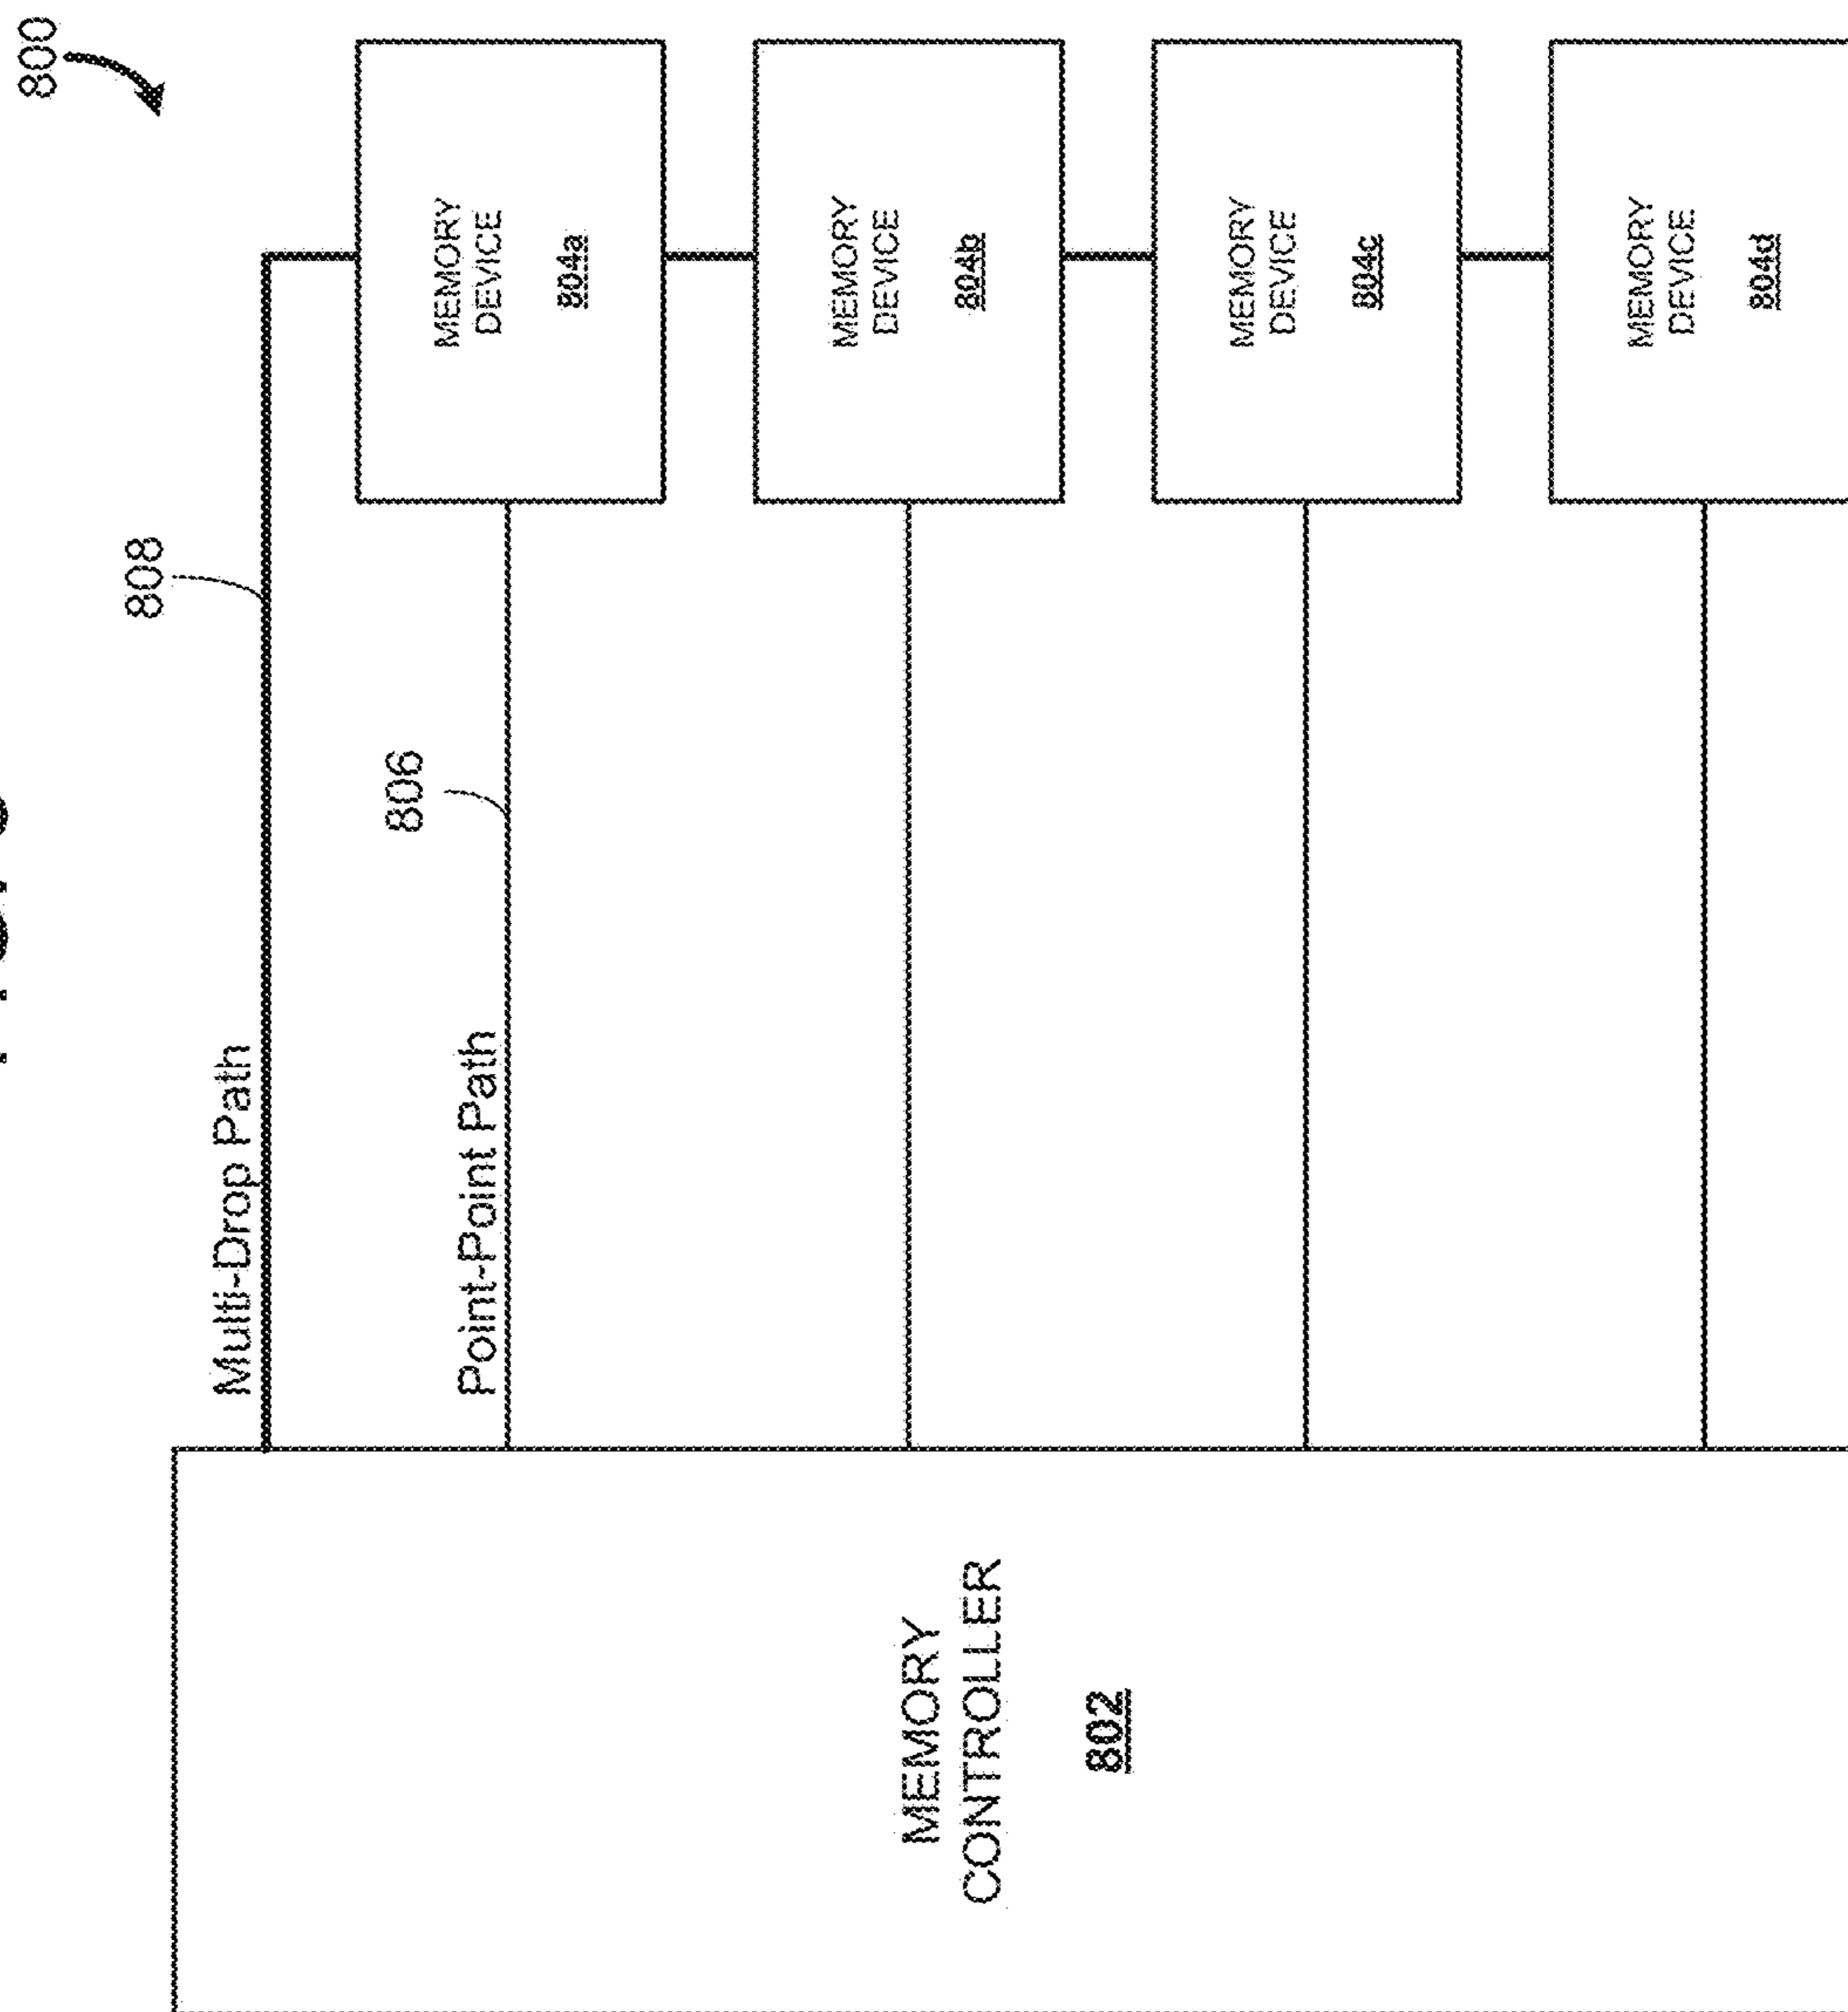 800
808
Multi-Drop Path
806
Point-Point Path
MEMORY
DEVICE
804a
MEMORY
DEVICE
804b
MEMORY
DEVICE
804c
MEMORY
DEVICE
804d
MEMORY
CONTROLLER
802